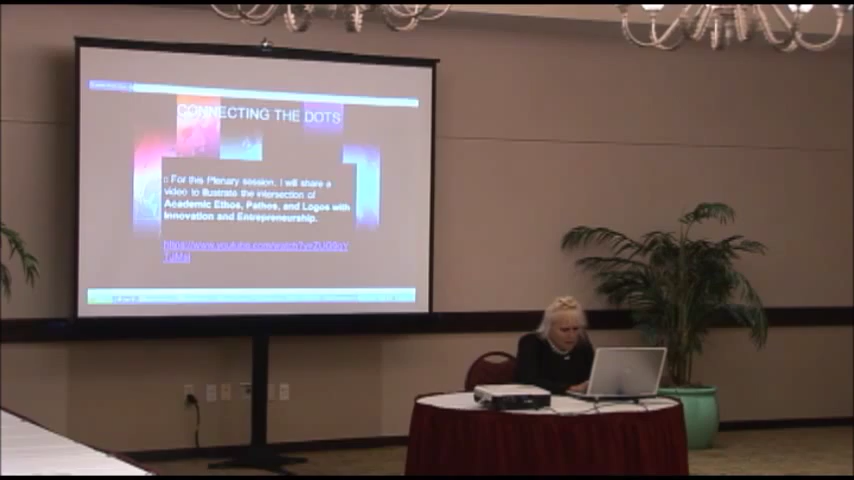 CONNECTING THE DOTS
For this Plenary session, I will share a
video to illustrate the intersection of
Academic Ethos, Pathos, and Logos with
Innovation and Entrepreneurship.